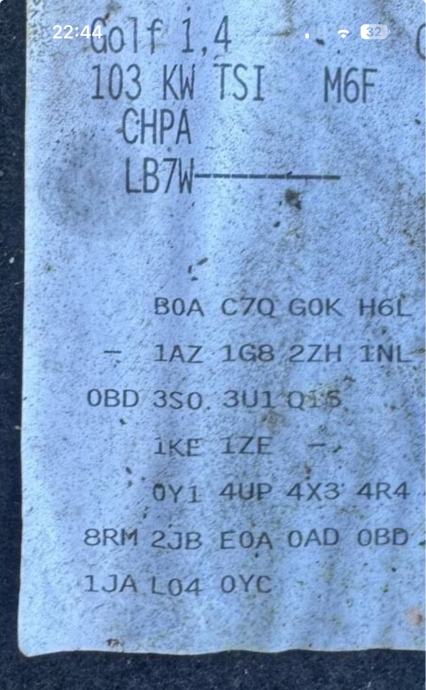 22:44
32
Golf 1,4
103 KW TSI M6F
CHPA
LB7W
B0A C7Q G0K H6L
- 1AZ 1G8 2ZH 1NL
0BD 3S0 3U1
1KE 1ZE -
0Y1 4UP 4X3 4R4
8RM 2JB E0A 0AD 0BD
1JA L04 0YC